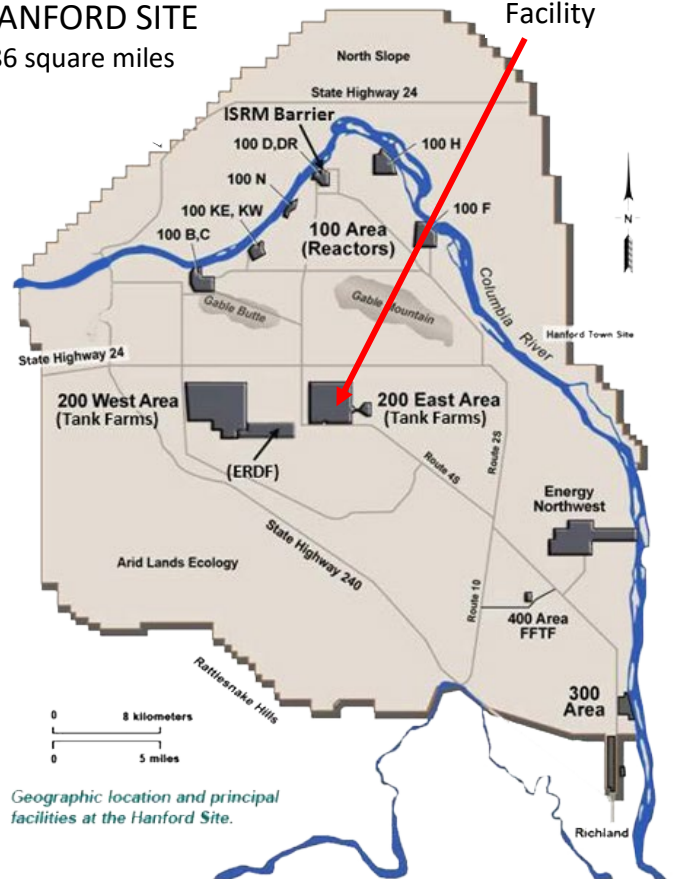 ANFORD SITE
36 square miles
Facility
North Slope
State Highway 24
ISRM Barrier
100 D,DR
100 H
100 N
100 KE, KW
100 F
100 B,C
100 Area
(Reactors)
N
Gable Butte
Gable Mountain
Columbia River
Hanford Town Site
State Highway 24
200 West Area
(Tank Farms)
200 East Area
(Tank Farms)
(ERDF)
Route 4S
Route 2S
Energy
Northwest
State Highway 240
Arid Lands Ecology
Route 10
400 Area
FFTF
Rattlesnake Hills
300
Area
0 8 kilometers
0 5 miles
Geographic location and principal
facilities at the Hanford Site.
Richland